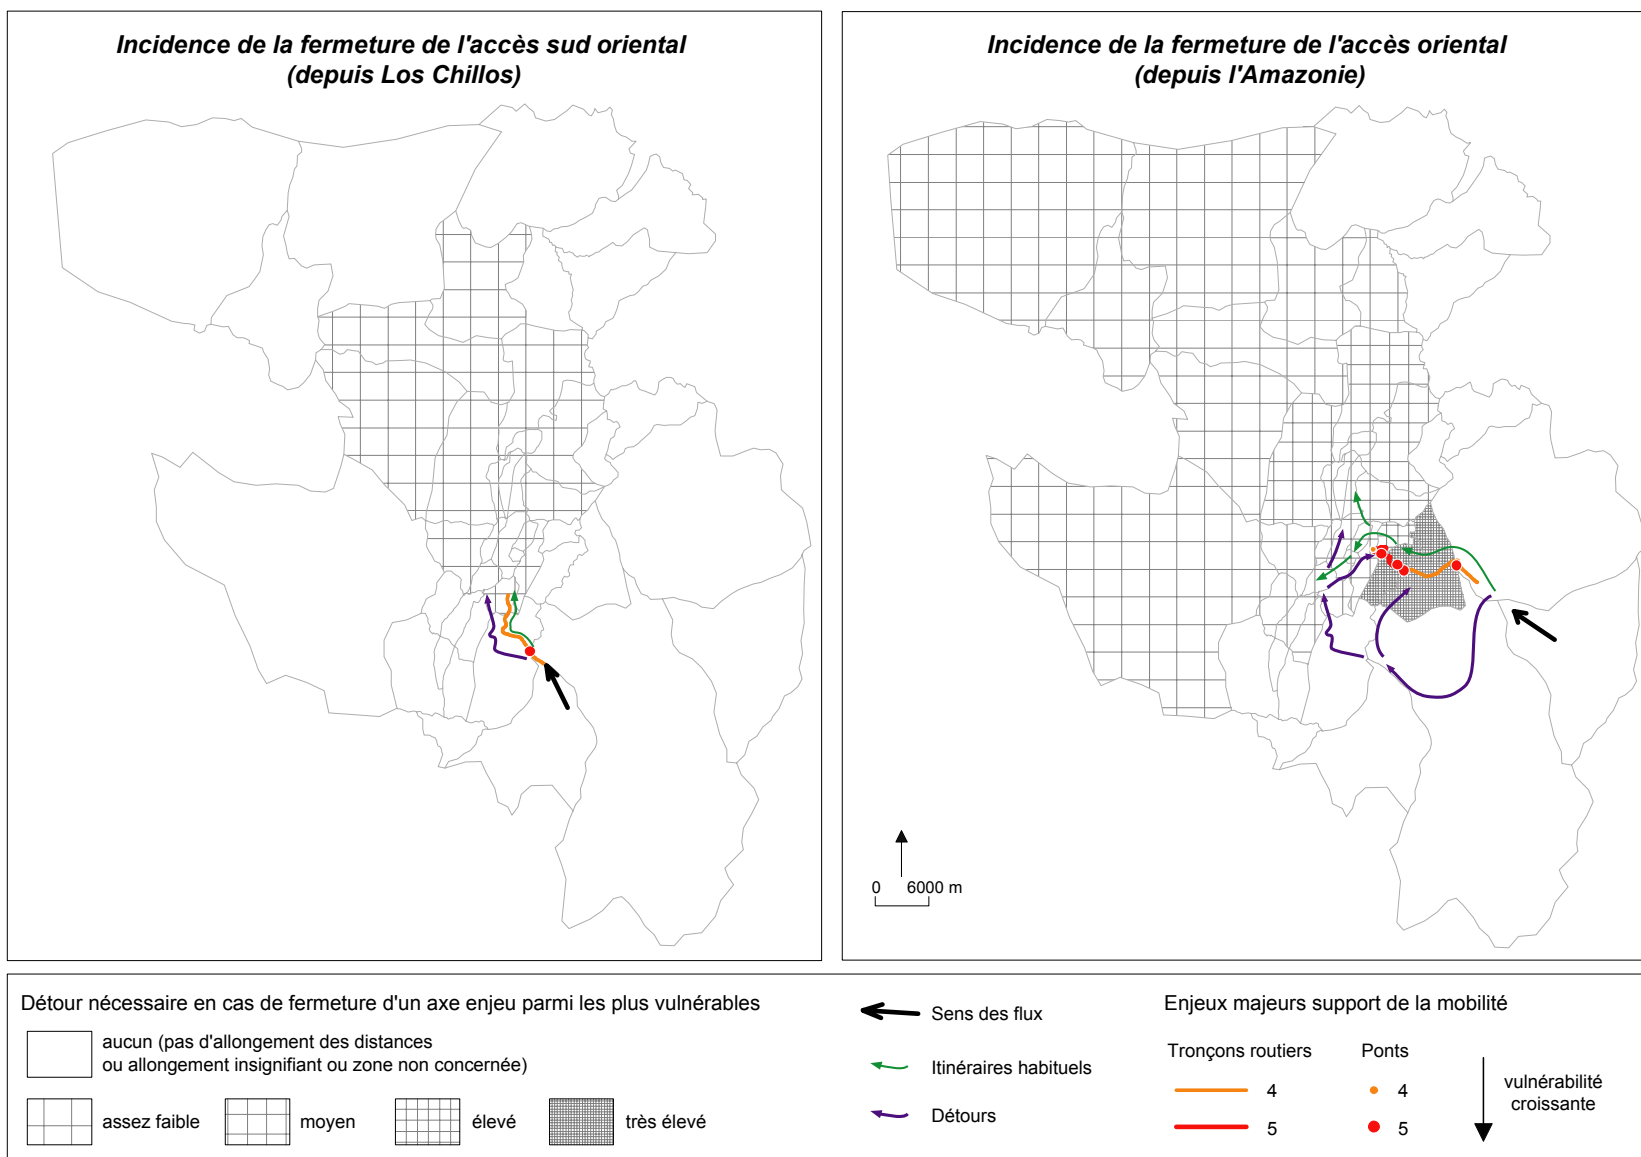 Incidence de la fermeture de l'accès sud oriental
(depuis Los Chillos)
Incidence de la fermeture de l'accès oriental
(depuis l'Amazonie)
0 6000 m
Détour nécessaire en cas de fermeture d'un axe enjeu parmi les plus vulnérables
aucun (pas d'allongement des distances
ou allongement insignifiant ou zone non concernée)
assez faible
moyen
élevé
très élevé
Sens des flux
Itinéraires habituels
Détours
Enjeux majeurs support de la mobilité
Tronçons routiers
4
5
Ponts
4
5
vulnérabilité
croissante